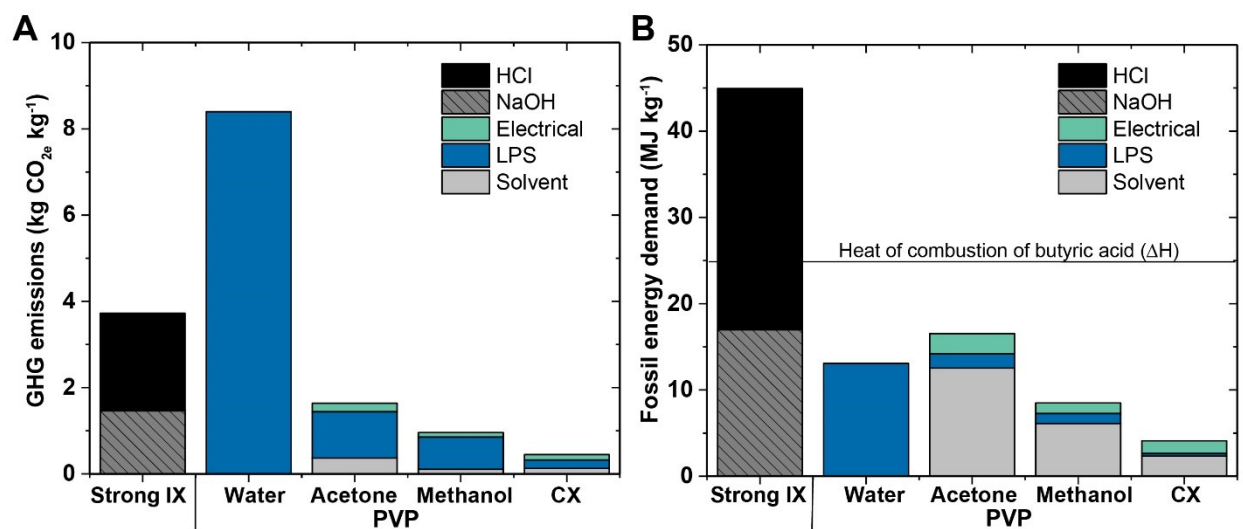 A
GHG emissions (kg CO2e kg-1)
10
8
6
4
2
0
HCl
NaOH
Electrical
LPS
Solvent
Strong IX
Water
Acetone
Methanol
CX
PVP
B
Fossil energy demand (MJ kg-1)
50
40
30
20
10
0
HCl
NaOH
Electrical
LPS
Solvent
Heat of combustion of butyric acid (ΔH)
Strong IX
Water
Acetone
Methanol
CX
PVP